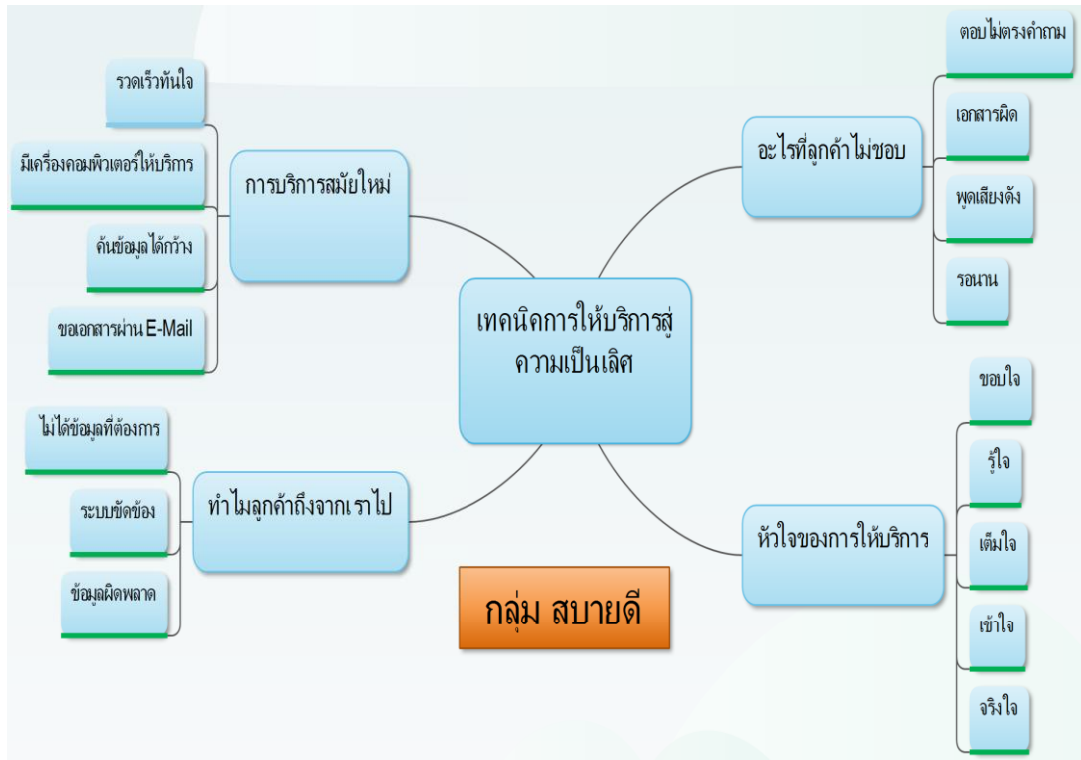 เทคนิคการให้บริการสู่
ความเป็นเลิศ
การบริการสมัยใหม่
รวดเร็วทันใจ
มีเครื่องคอมพิวเตอร์ให้บริการ
ค้นข้อมูลได้กว้าง
ขอเอกสารผ่าน E-Mail
ทำไมลูกค้าถึงจากเราไป
ไม่ได้ข้อมูลที่ต้องการ
ระบบขัดข้อง
ข้อมูลผิดพลาด
อะไรที่ลูกค้าไม่ชอบ
ตอบไม่ตรงคำถาม
เอกสารผิด
พูดเสียงดัง
รอนาน
หัวใจของการให้บริการ
ขอบใจ
รู้ใจ
เต็มใจ
เข้าใจ
จริงใจ
กลุ่ม สบายดี